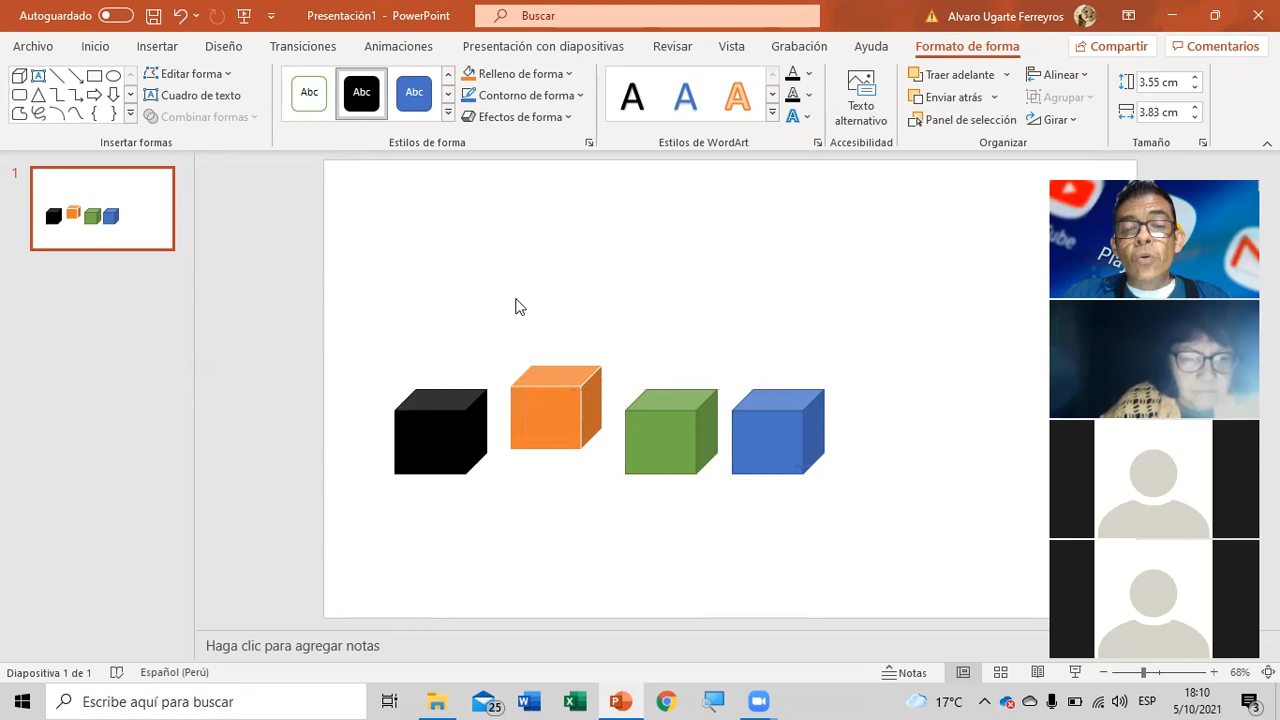 Autoguardado
Presentación1 - PowerPoint
Buscar
Alvaro Ugarte Ferreyros
Archivo Inicio Insertar Diseño Transiciones Animaciones Presentación con diapositivas Revisar Vista Grabación Ayuda Formato de forma Compartir Comentarios
Editar forma
Cuadro de texto
Combinar formas
Insertar formas
Abc Abc Abc
Relleno de forma
Contorno de forma
Efectos de forma
Estilos de forma
A A A
A
A
A
Estilos de WordArt
Texto
alternativo
Accesibilidad
Traer adelante
Enviar atrás
Panel de selección
Alinear
Agrupar
Girar
Organizar
3.55 cm
3.83 cm
Tamaño
1
Haga clic para agregar notas
Diapositiva 1 de 1 Español (Perú) Notas 68%
Escribe aquí para buscar
25
17°C
ESP
18:10
5/10/2021
3